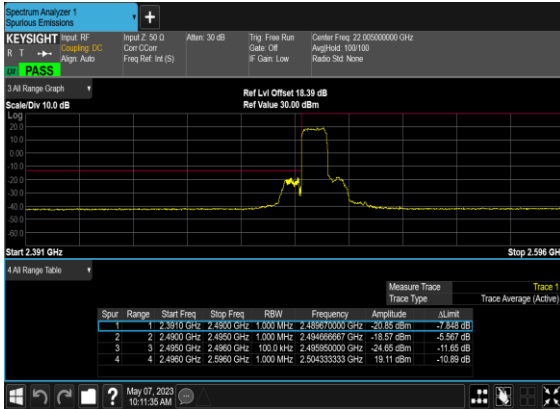 Spectrum Analyzer 1
Spurious Emissions
KEYSIGHT Input: RF Input Z: 50 Ω Atten: 30 dB Trig: Free Run Center Freq: 22.005000000 GHz
R T Coupling: DC Corr CCorr Gate: Off Avg|Hold: 100/100
Align: Auto Freq Ref: Int (S) IF Gain: Low Radio Std: None
PASS
3 All Range Graph
Ref Lvl Offset 18.39 dB
Scale/Div 10.0 dB Ref Value 30.00 dBm
Log
20.0
10.0
0.00
-10.0
-20.0
-30.0
-40.0
-50.0
-60.0
Start 2.391 GHz Stop 2.596 GHz
4 All Range Table
Measure Trace Trace 1
Trace Type Trace Average (Active)
Spur Range Start Freq Stop Freq RBW Frequency Amplitude ΔLimit
1 1 2.3910 GHz 2.4900 GHz 1.000 MHz 2.489670000 GHz -20.85 dBm -7.848 dB
2 2 2.4900 GHz 2.4950 GHz 1.000 MHz 2.494666667 GHz -18.57 dBm -5.567 dB
3 3 2.4950 GHz 2.4960 GHz 100.0 kHz 2.495950000 GHz -24.65 dBm -11.65 dB
4 4 2.4960 GHz 2.5960 GHz 1.000 MHz 2.504333333 GHz 19.11 dBm -10.89 dB
May 07, 2023
10:11:35 AM